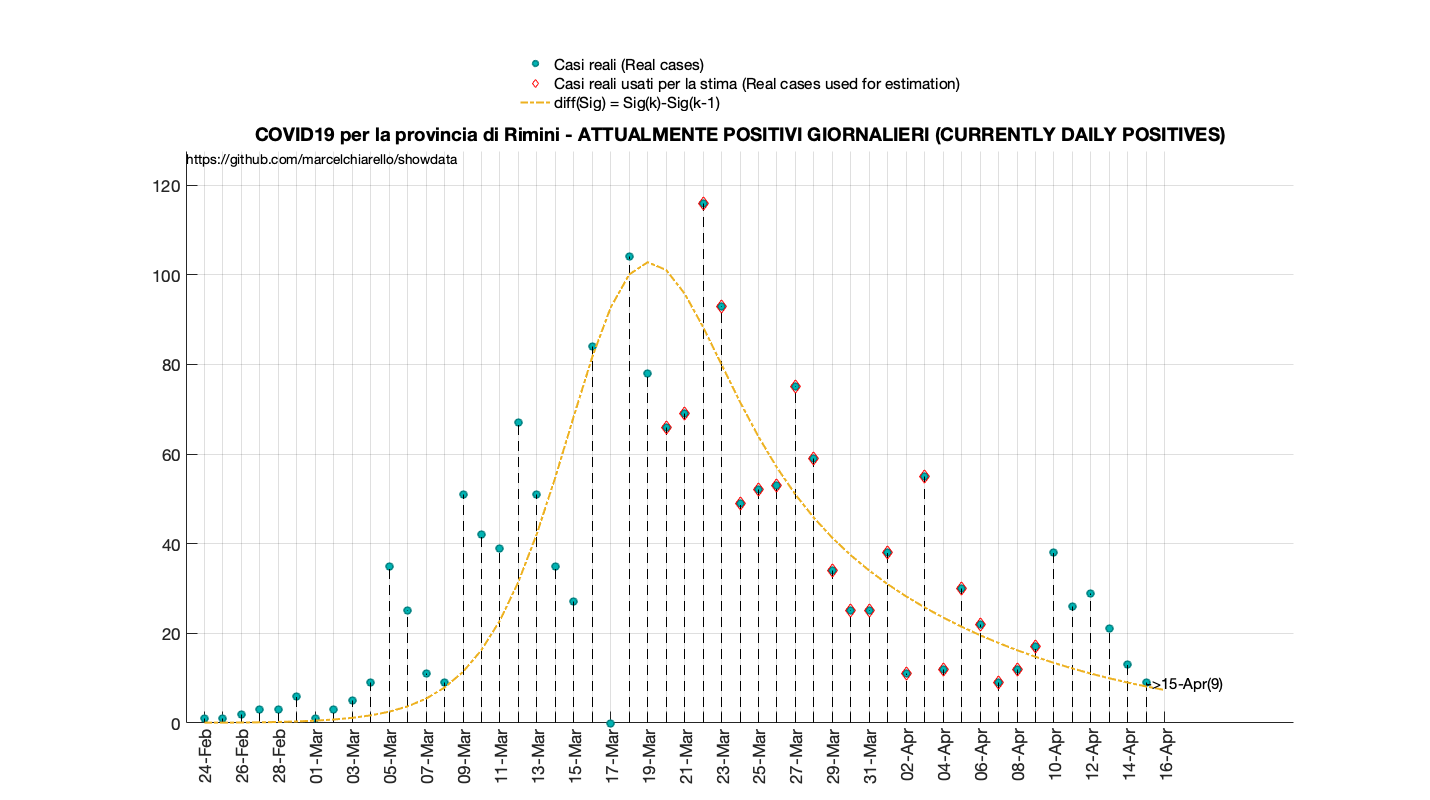 Casi reali (Real cases)
Casi reali usati per la stima (Real cases used for estimation)
diff(Sig) = Sig(k)-Sig(k-1)
COVID19 per la provincia di Rimini - ATTUALMENTE POSITIVI GIORNALIERI (CURRENTLY DAILY POSITIVES)
https://github.com/marcelchiarello/showdata
120
100
80
60
40
20
0
->15-Apr(9)
24-Feb
26-Feb
28-Feb
01-Mar
03-Mar
05-Mar
07-Mar
09-Mar
11-Mar
13-Mar
15-Mar
17-Mar
19-Mar
21-Mar
23-Mar
25-Mar
27-Mar
29-Mar
31-Mar
02-Apr
04-Apr
06-Apr
08-Apr
10-Apr
12-Apr
14-Apr
16-Apr